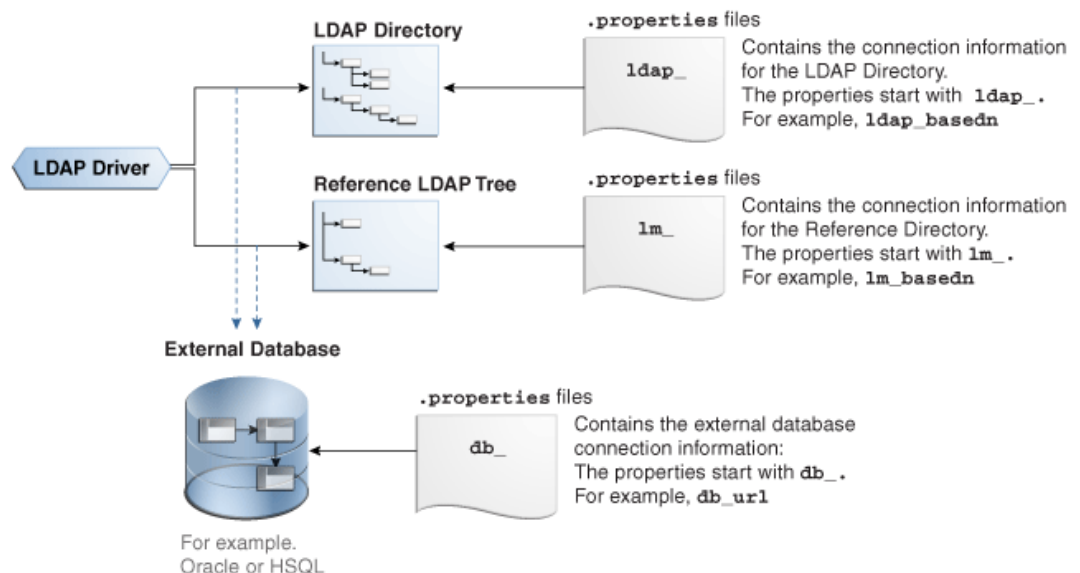 LDAP Directory
.properties files
ldap_
Contains the connection information
for the LDAP Directory.
The properties start with ldap_.
For example, ldap_basedn
LDAP Driver
Reference LDAP Tree
.properties files
lm_
Contains the connection information
for the Reference Directory.
The properties start with lm_.
For example, lm_basedn
External Database
.properties files
db_
Contains the external database
connection information:
The properties start with db_.
For example, db_url
For example.
Oracle or HSQL